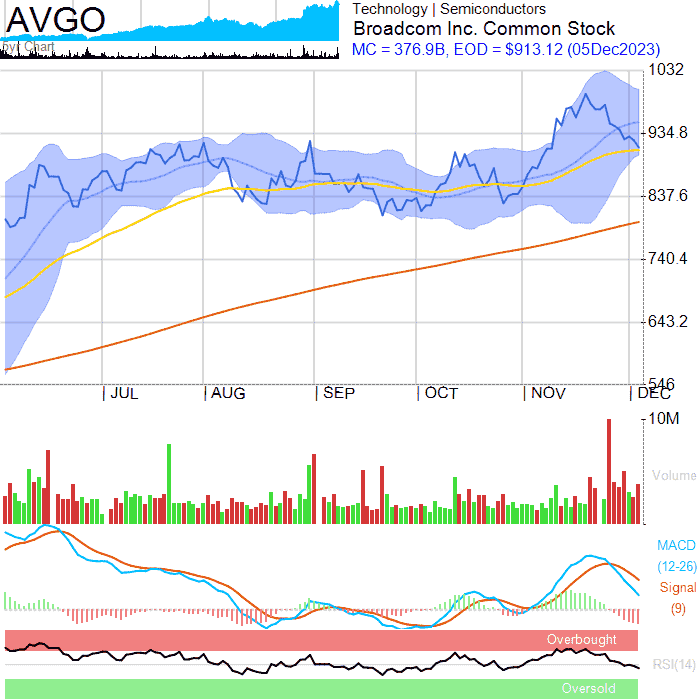 AVGO
5yr Chart
Technology | Semiconductors
Broadcom Inc. Common Stock
MC = 376.9B, EOD = $913.12 (05Dec2023)
1032
934.8
837.6
740.4
643.2
546
JUL
AUG
SEP
OCT
NOV
DEC
10M
Volume
MACD
(12-26)
Signal
(9)
Overbought
RSI(14)
Oversold